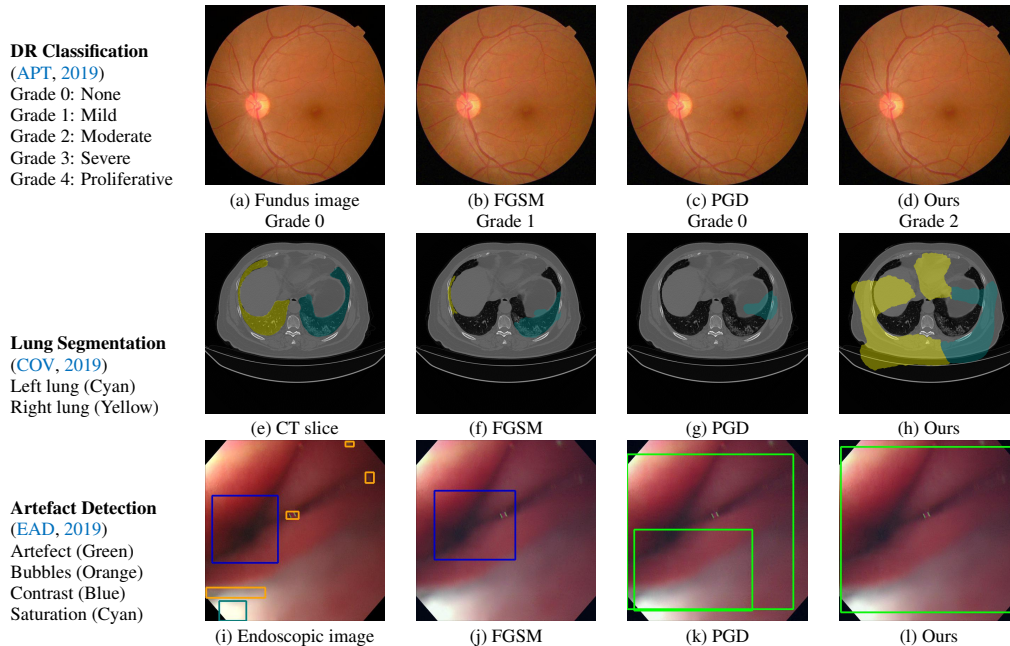 DR Classification
(APT, 2019)
Grade 0: None
Grade 1: Mild
Grade 2: Moderate
Grade 3: Severe
Grade 4: Proliferative
(a) Fundus image
Grade 0
(b) FGSM
Grade 1
(c) PGD
Grade 0
(d) Ours
Grade 2
Lung Segmentation
(COV, 2019)
Left lung (Cyan)
Right lung (Yellow)
(e) CT slice
(f) FGSM
(g) PGD
(h) Ours
Artefact Detection
(EAD, 2019)
Artefect (Green)
Bubbles (Orange)
Contrast (Blue)
Saturation (Cyan)
(i) Endoscopic image
(j) FGSM
(k) PGD
(l) Ours